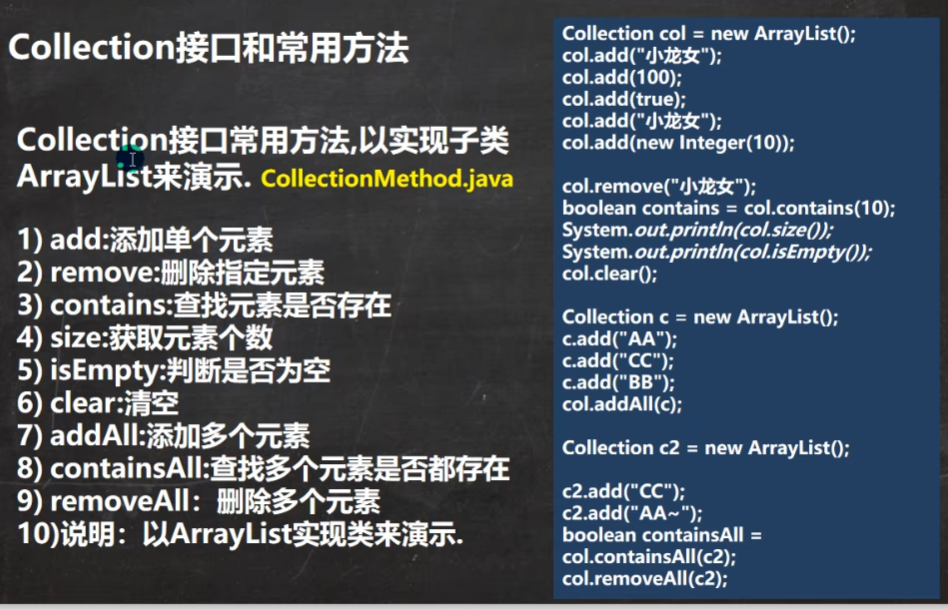 Collection接口和常用方法
Collection接口常用方法,以实现子类
ArrayList来演示. CollectionMethod.java
1) add:添加单个元素
2) remove:删除指定元素
3) contains:查找元素是否存在
4) size:获取元素个数
5) isEmpty:判断是否为空
6) clear:清空
7) addAll:添加多个元素
8) containsAll:查找多个元素是否都存在
9) removeAll：删除多个元素
10)说明：以ArrayList实现类来演示.
Collection col = new ArrayList();
col.add("小龙女");
col.add(100);
col.add(true);
col.add("小龙女");
col.add(new Integer(10));
col.remove("小龙女");
boolean contains = col.contains(10);
System.out.println(col.size());
System.out.println(col.isEmpty());
col.clear();
Collection c = new ArrayList();
c.add("AA");
c.add("CC");
c.add("BB");
col.addAll(c);
Collection c2 = new ArrayList();
c2.add("CC");
c2.add("AA~");
boolean containsAll =
col.containsAll(c2);
col.removeAll(c2);